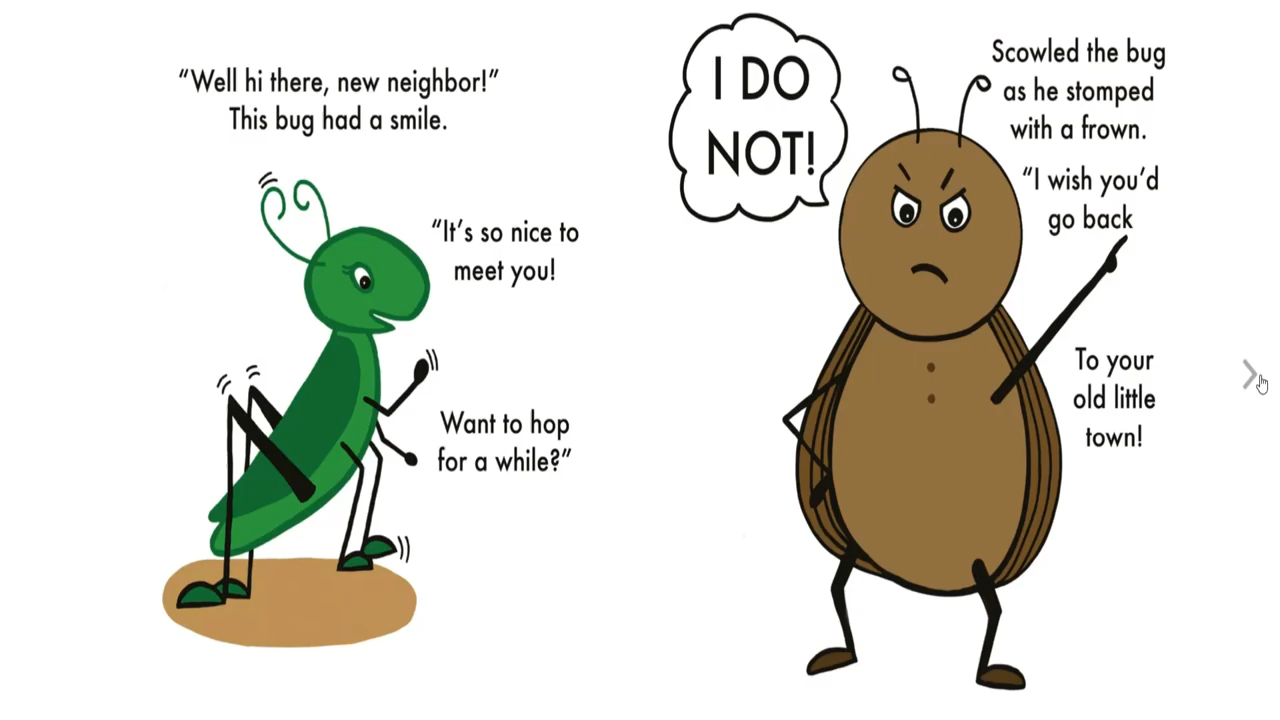 “Well hi there, new neighbor!”
This bug had a smile.
“It’s so nice to
meet you!
Want to hop
for a while?”
I DO
NOT!
Scowled the bug
as he stomped
with a frown.
“I wish you’d
go back
To your
old little
town!